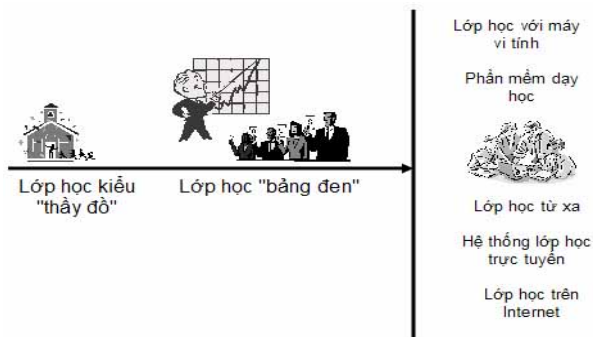 Lớp học kiểu
"thầy đồ"
Lớp học "bảng đen"
Lớp học với máy
vi tính
Phần mềm dạy
học
Lớp học từ xa
Hệ thống lớp học
trực tuyến
Lớp học trên
Internet